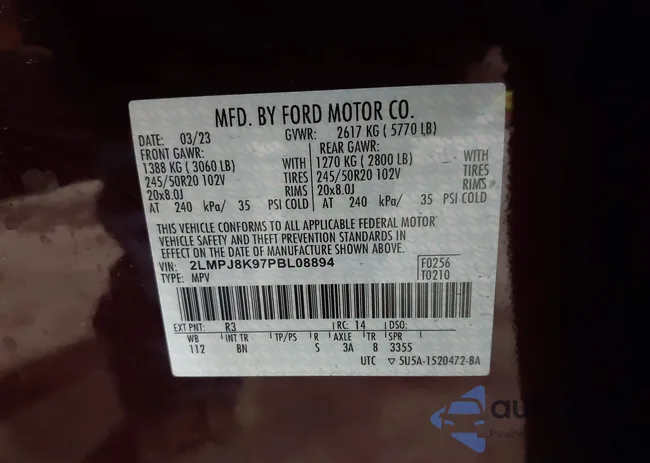 MFD. BY FORD MOTOR CO.
DATE: 03/23 GVWR: 2617 KG ( 5770 LB)
FRONT GAWR: REAR GAWR:
1388 KG ( 3060 LB) WITH 1270 KG ( 2800 LB) WITH
245/50R20 102V TIRES 245/50R20 102V TIRES
20x8.0J RIMS 20x8.0J RIMS
AT 240 kPa/ 35 PSI COLD AT 240 kPa/ 35 PSI COLD
THIS VEHICLE CONFORMS TO ALL APPLICABLE FEDERAL MOTOR
VEHICLE SAFETY AND THEFT PREVENTION STANDARDS IN
EFFECT ON THE DATE OF MANUFACTURE SHOWN ABOVE.
VIN: 2LMPJ8K97PBL08894 F0256
TYPE: MPV T0210
EXT PNT: R3 RC: 14 DSO:
WB INT TR TP/PS R AXLE TR SPR
112 BN S 3A 8 3355
UTC ▽ 5U5A-1520472-BA